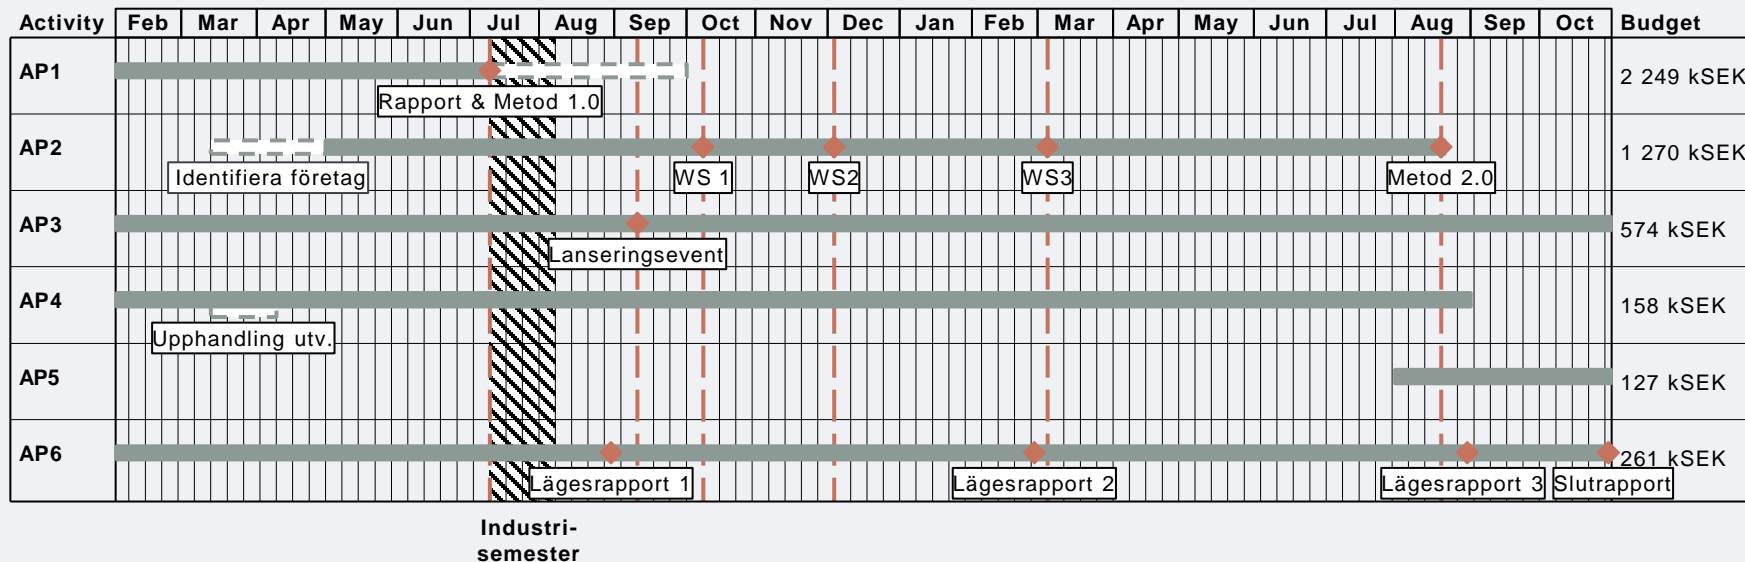 Activity Feb Mar Apr May Jun Jul Aug Sep Oct Nov Dec Jan Feb Mar Apr May Jun Jul Aug Sep Oct Budget
AP1 2 249 kSEK
Rapport & Metod 1.0
AP2 1 270 kSEK
Identifiera företag WS 1 WS2 WS3 Metod 2.0
AP3 574 kSEK
Lanseringsevent
AP4 158 kSEK
Upphandling utv.
AP5 127 kSEK
AP6 261 kSEK
Lägesrapport 1 Lägesrapport 2 Lägesrapport 3 Slutrapport
Industri-
semester